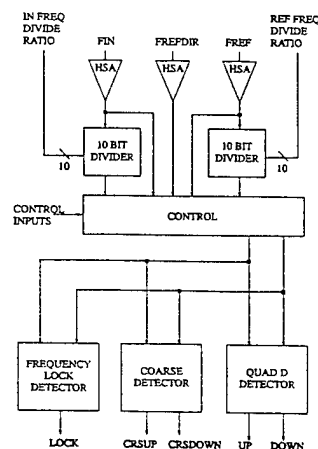 IN FREQ
DIVIDE
RATIO
FIN
FREFDIR
FREF
REF FREQ
DIVIDE
RATIO
HSA
HSA
HSA
10 BIT
DIVIDER
10 BIT
DIVIDER
10
10
CONTROL
INPUTS
CONTROL
FREQUENCY
LOCK
DETECTOR
COARSE
DETECTOR
QUAD D
DETECTOR
LOCK
CRSUP
CRSDOWN
UP
DOWN